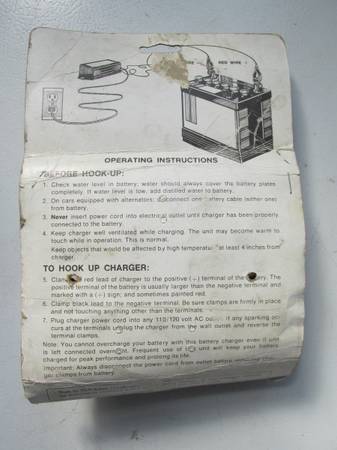 RED WIRE
OPERATING INSTRUCTIONS
BEFORE HOOK-UP:
1. Check water level in battery; water should always cover the battery plates
completely. If water level is low, add distilled water to battery.
2. On cars equipped with alternators: disconnect one battery cable (either one)
from battery.
3. Never insert power cord into electrical outlet until charger has been properly
connected to the battery.
4. Keep charger well ventilated while charging. The unit may become warm to
touch while in operation. This is normal.
Keep objects that would be affected by high temperatu at least 4 inches from
charger.
TO HOOK UP CHARGER:
5. Clamp red lead of charger to the positive (+) terminal of the battery. The
positive terminal of the battery is usually larger than the negative terminal and
marked with a (+) sign; and sometimes painted red.
6. Clamp black lead to the negative terminal. Be sure clamps are firmly in place
and not touching anything other than the terminals.
7. Plug charger power cord into any 110/120 volt AC ou if any sparking oc-
curs at the terminals unplug the charger from the wall outlet and reverse the
terminal clamps.
Note: You cannot overcharge your battery with this battery charger even if unit
is left connected overnight. Frequent use of this unit will keep your battery
charged for peak performance and prolong its life.
Important: Always disconnect the power cord from outlet before
clamps from battery.